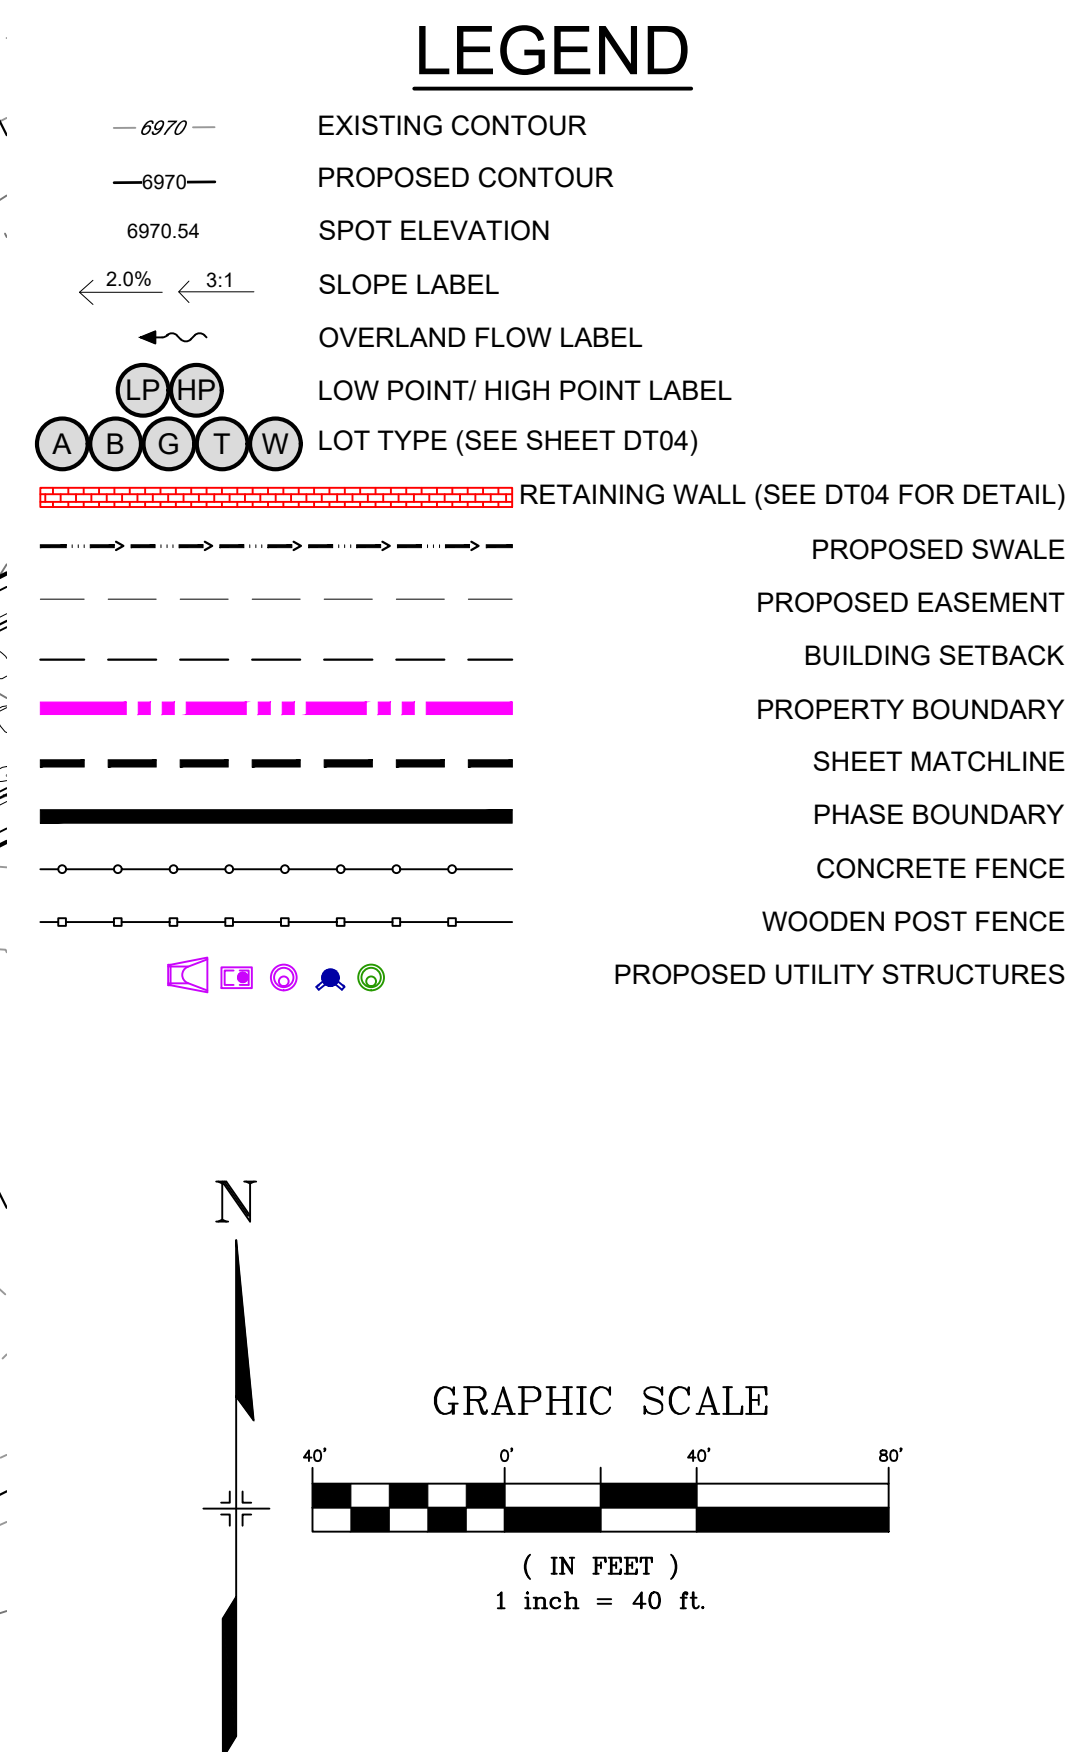 LEGEND
6970 EXISTING CONTOUR
6970 PROPOSED CONTOUR
6970.54 SPOT ELEVATION
2.0% 3:1 SLOPE LABEL
OVERLAND FLOW LABEL
LP HP LOW POINT/ HIGH POINT LABEL
A B G T W LOT TYPE (SEE SHEET DT04)
RETAINING WALL (SEE DT04 FOR DETAIL)
PROPOSED SWALE
PROPOSED EASEMENT
BUILDING SETBACK
PROPERTY BOUNDARY
SHEET MATCHLINE
PHASE BOUNDARY
CONCRETE FENCE
WOODEN POST FENCE
PROPOSED UTILITY STRUCTURES
N
GRAPHIC SCALE
40' 0' 40' 80'
( IN FEET )
1 inch = 40 ft.